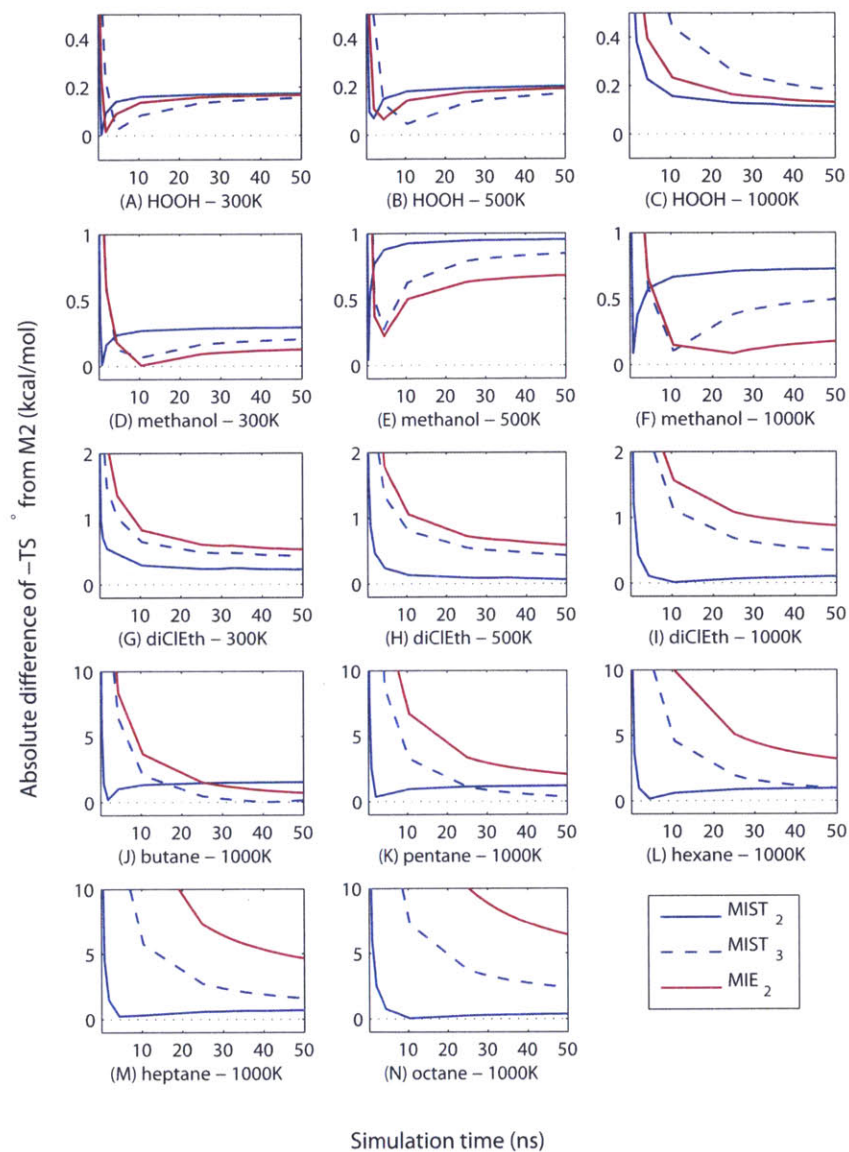 Absolute difference of −TS° from M2 (kcal/mol)
0.4
0.2
0
10 20 30 40 50
(A) HOOH − 300K
0.4
0.2
0
10 20 30 40 50
(B) HOOH − 500K
0.4
0.2
0
10 20 30 40 50
(C) HOOH − 1000K
1
0.5
0
10 20 30 40 50
(D) methanol − 300K
1
0.5
0
10 20 30 40 50
(E) methanol − 500K
1
0.5
0
10 20 30 40 50
(F) methanol − 1000K
2
1
0
10 20 30 40 50
(G) diClEth − 300K
2
1
0
10 20 30 40 50
(H) diClEth − 500K
2
1
0
10 20 30 40 50
(I) diClEth − 1000K
10
5
0
10 20 30 40 50
(J) butane − 1000K
10
5
0
10 20 30 40 50
(K) pentane − 1000K
10
5
0
10 20 30 40 50
(L) hexane − 1000K
10
5
0
10 20 30 40 50
(M) heptane − 1000K
10
5
0
10 20 30 40 50
(N) octane − 1000K
MIST 2
MIST 3
MIE 2
Simulation time (ns)